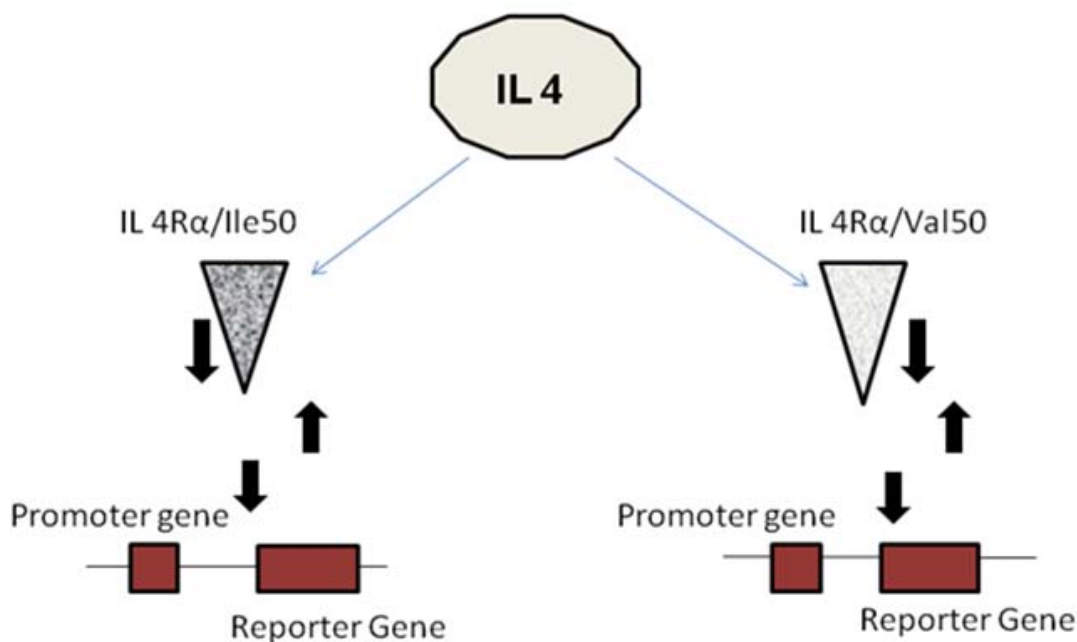 IL 4
IL 4Rα/Ile50
IL 4Rα/Val50
Promoter gene
Reporter Gene
Promoter gene
Reporter Gene